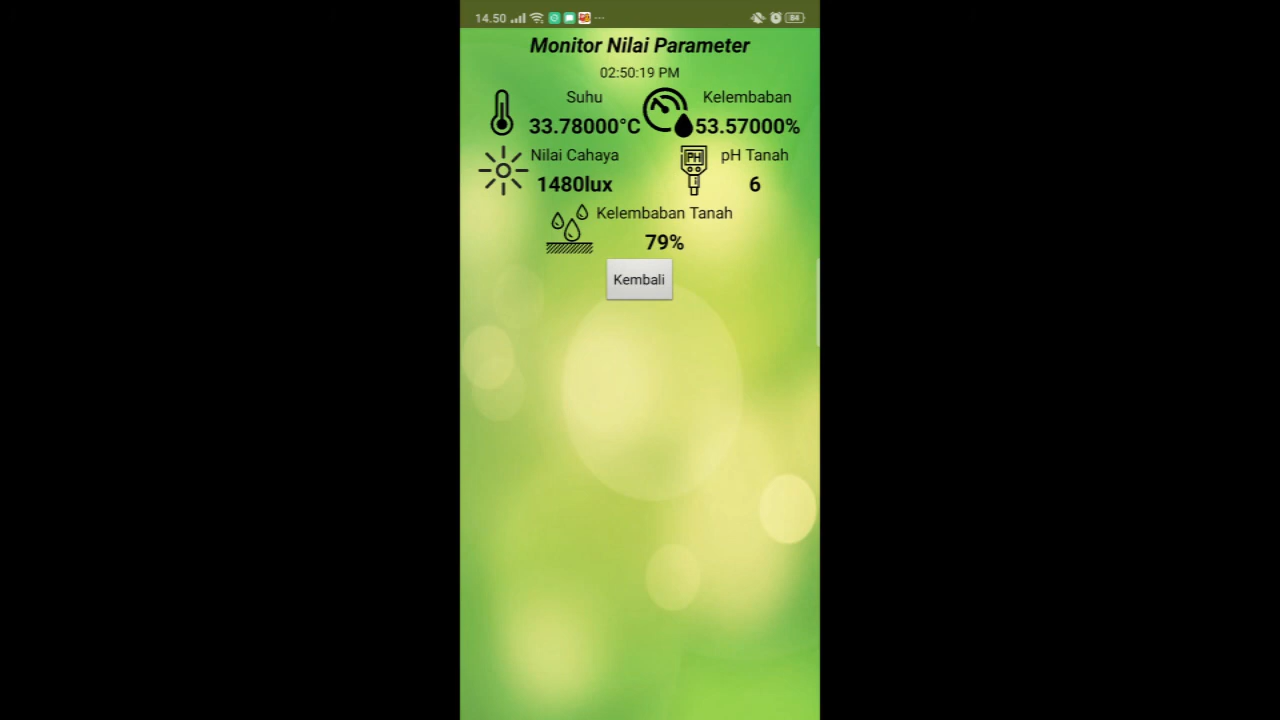 14.50 84
Monitor Nilai Parameter
02:50:19 PM
Suhu
33.78000°C
Kelembaban
53.57000%
Nilai Cahaya
1480lux
PH
pH Tanah
6
Kelembaban Tanah
79%
Kembali